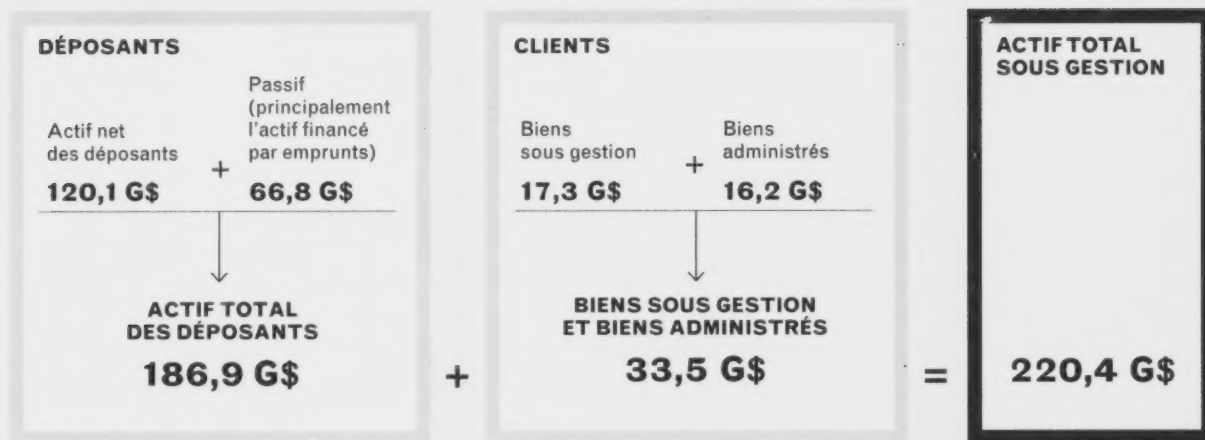 DÉPOSANTS
Actif net
des déposants
120,1 G$
+
Passif
(principalement
l'actif financé
par emprunts)
66,8 G$
ACTIF TOTAL
DES DÉPOSANTS
186,9 G$
+
CLIENTS
Biens
sous gestion
17,3 G$
+
Biens
administrés
16,2 G$
BIENS SOUS GESTION
ET BIENS ADMINISTRÉS
33,5 G$
=
ACTIF TOTAL
SOUS GESTION
220,4 G$